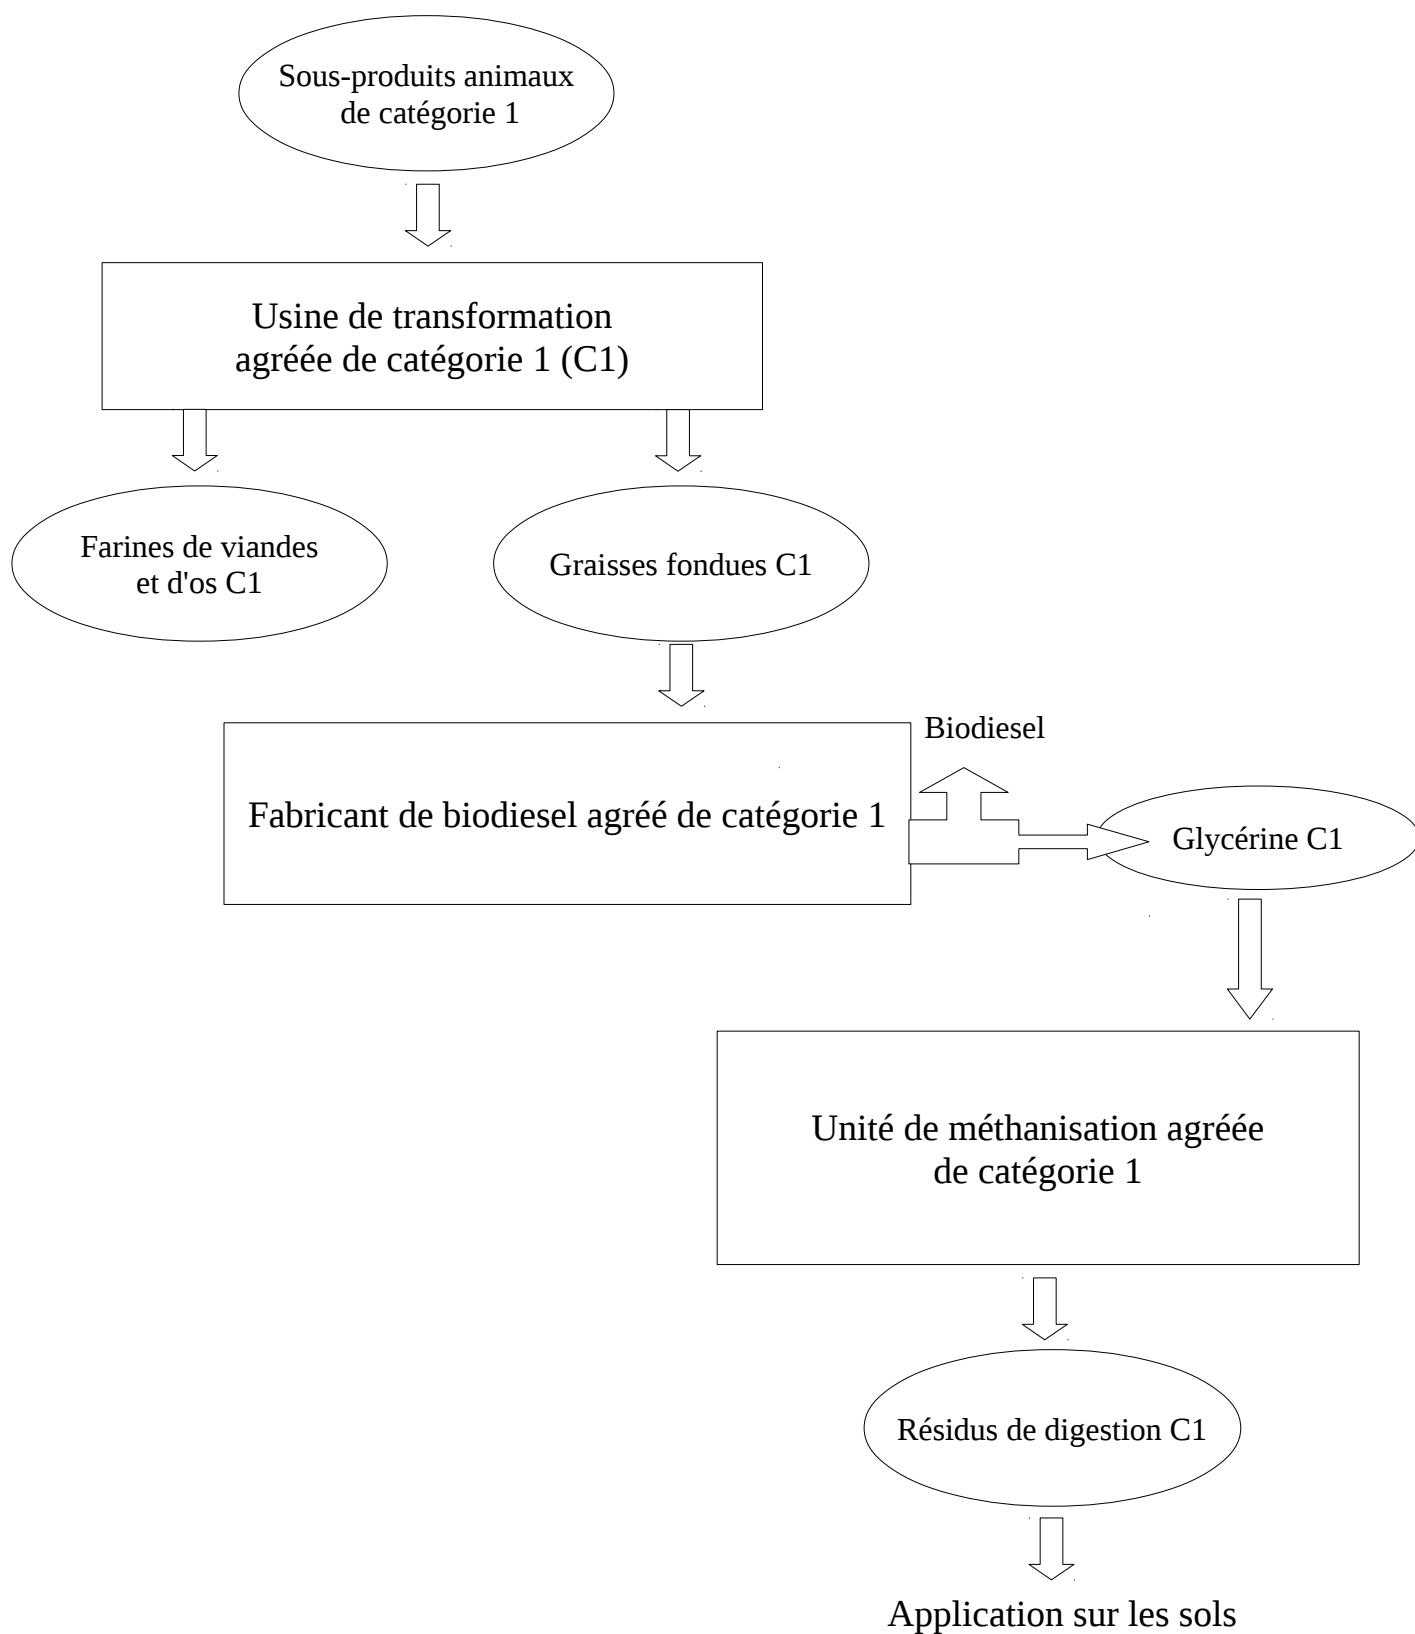 Sous-produits animaux
de catégorie 1
Usine de transformation
agréée de catégorie 1 (C1)
Farines de viandes
et d'os C1
Graisses fondues C1
Biodiesel
Fabricant de biodiesel agréé de catégorie 1
Glycérine C1
Unité de méthanisation agréée
de catégorie 1
Résidus de digestion C1
Application sur les sols